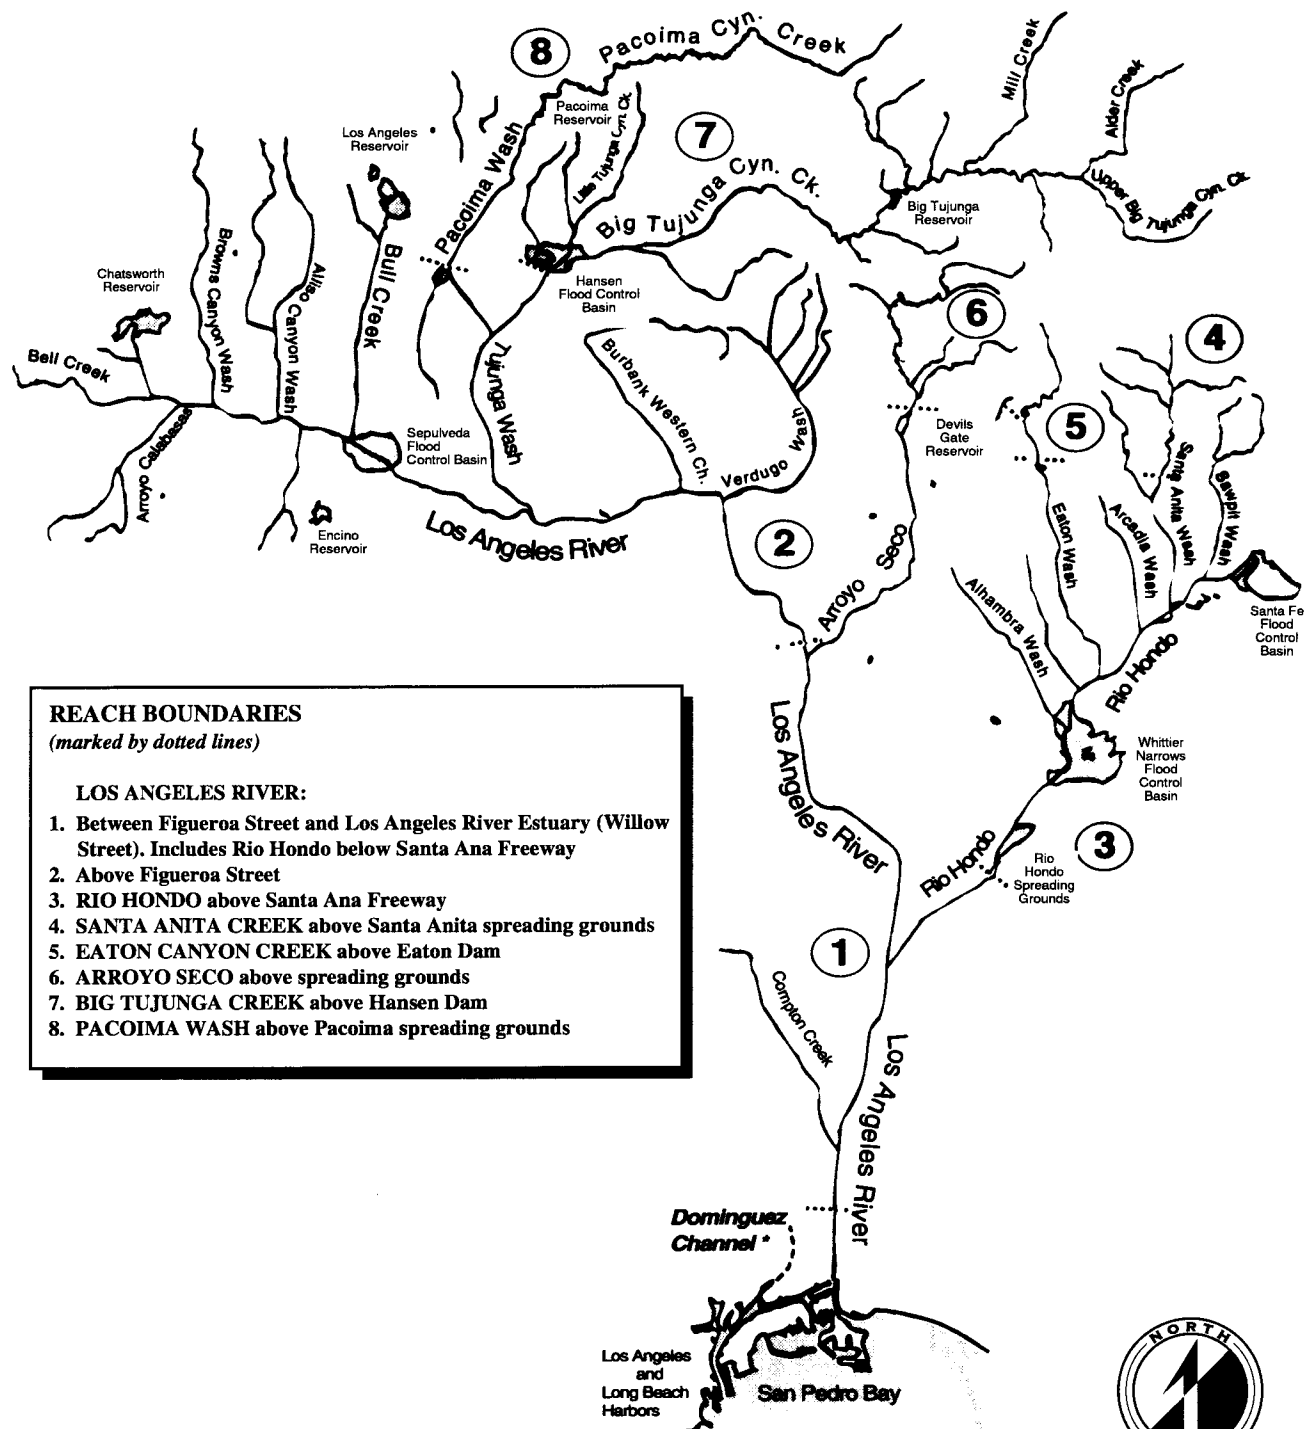 8
Pacoima Cyn. Creek
Mill Creek
Alder Creek
Pacoima
Reservoir
Little Tujunga Cyn. Ck
7
Los Angeles
Reservoir
Pacoima Wash
Big Tujunga Cyn. Ck.
Upper Big Tujunga Cyn. Ck.
Big Tujunga
Reservoir
Browns Canyon Wash
Aliso Canyon Wash
Bull Creek
Chatsworth
Reservoir
Hansen
Flood Control
Basin
6
4
Bell Creek
Tujunga Wash
Burbank Western Ch.
Verdugo Wash
Arroyo Calabasas
Sepulveda
Flood
Control Basin
Devils
Gate
Reservoir
5
Santa Anita Wash
Sawpit Wash
Eaton Wash
Arcadia Wash
Encino
Reservoir
Los Angeles River
2
Arroyo Seco
Alhambra Wash
Santa Fe
Flood
Control
Basin
Rio Hondo
REACH BOUNDARIES
(marked by dotted lines)
LOS ANGELES RIVER:
1. Between Figueroa Street and Los Angeles River Estuary (Willow
Street). Includes Rio Hondo below Santa Ana Freeway
2. Above Figueroa Street
3. RIO HONDO above Santa Ana Freeway
4. SANTA ANITA CREEK above Santa Anita spreading grounds
5. EATON CANYON CREEK above Eaton Dam
6. ARROYO SECO above spreading grounds
7. BIG TUJUNGA CREEK above Hansen Dam
8. PACOIMA WASH above Pacoima spreading grounds
Los Angeles River
Whittier
Narrows
Flood
Control
Basin
Rio Hondo
3
Rio
Hondo
Spreading
Grounds
1
Compton Creek
Los Angeles River
Dominguez
Channel *
Los Angeles
and
Long Beach
Harbors
San Pedro Bay
NORTH